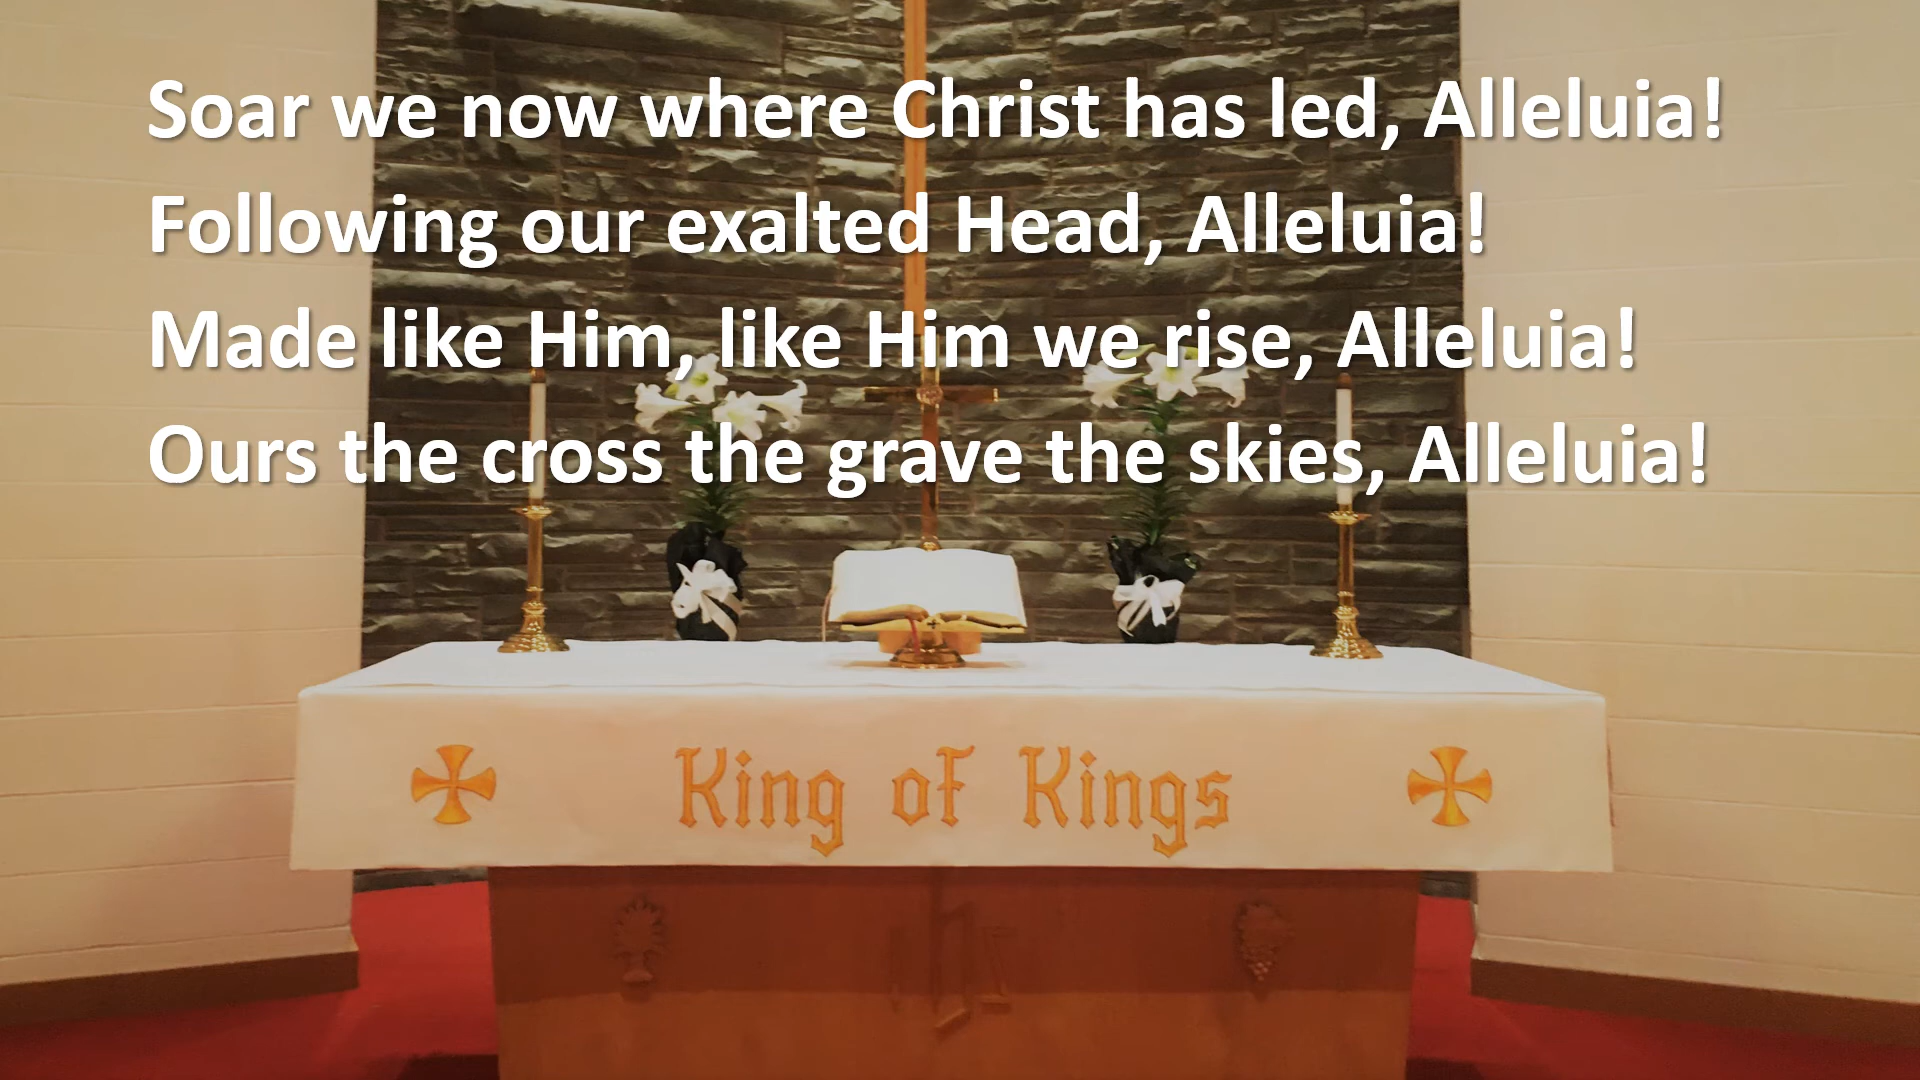 Soar we now where Christ has led, Alleluia!
Following our exalted Head, Alleluia!
Made like Him, like Him we rise, Alleluia!
Ours the cross the grave the skies, Alleluia!
King of Kings